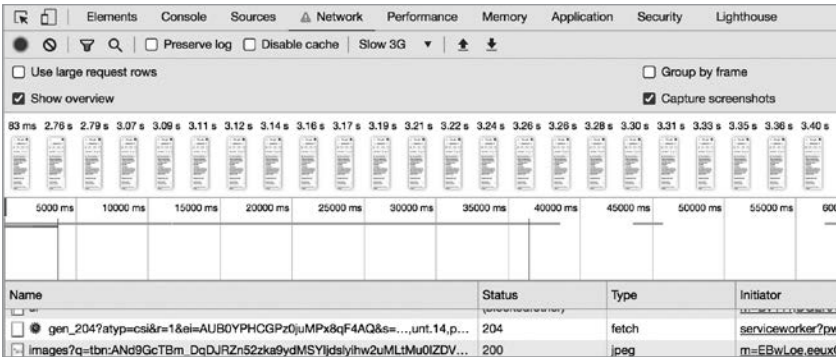 Elements Console Sources Network Performance Memory Application Security Lighthouse
Preserve log Disable cache Slow 3G
Use large request rows Group by frame
Show overview Capture screenshots
83 ms 2.76 s 2.79 s 3.07 s 3.09 s 3.11 s 3.12 s 3.14 s 3.16 s 3.17 s 3.19 s 3.21 s 3.22 s 3.24 s 3.26 s 3.26 s 3.28 s 3.30 s 3.31 s 3.33 s 3.35 s 3.36 s 3.40 s
5000 ms 10000 ms 15000 ms 20000 ms 25000 ms 30000 ms 35000 ms 40000 ms 45000 ms 50000 ms 55000 ms 600
Name Status Type Initiator
gen_204?atyp=csi&r=1&ei=AUB0YPHCGPz0juMPx8qF4AQ&s=...,unt.14,p... 204 fetch serviceworker?pw
images?q=tbn:ANd9GcTBm_DqDJRZn52zka9ydMSYljdslyihw2uMLtMu0IZDV... 200 jpeg m=EBwLoe,eeux